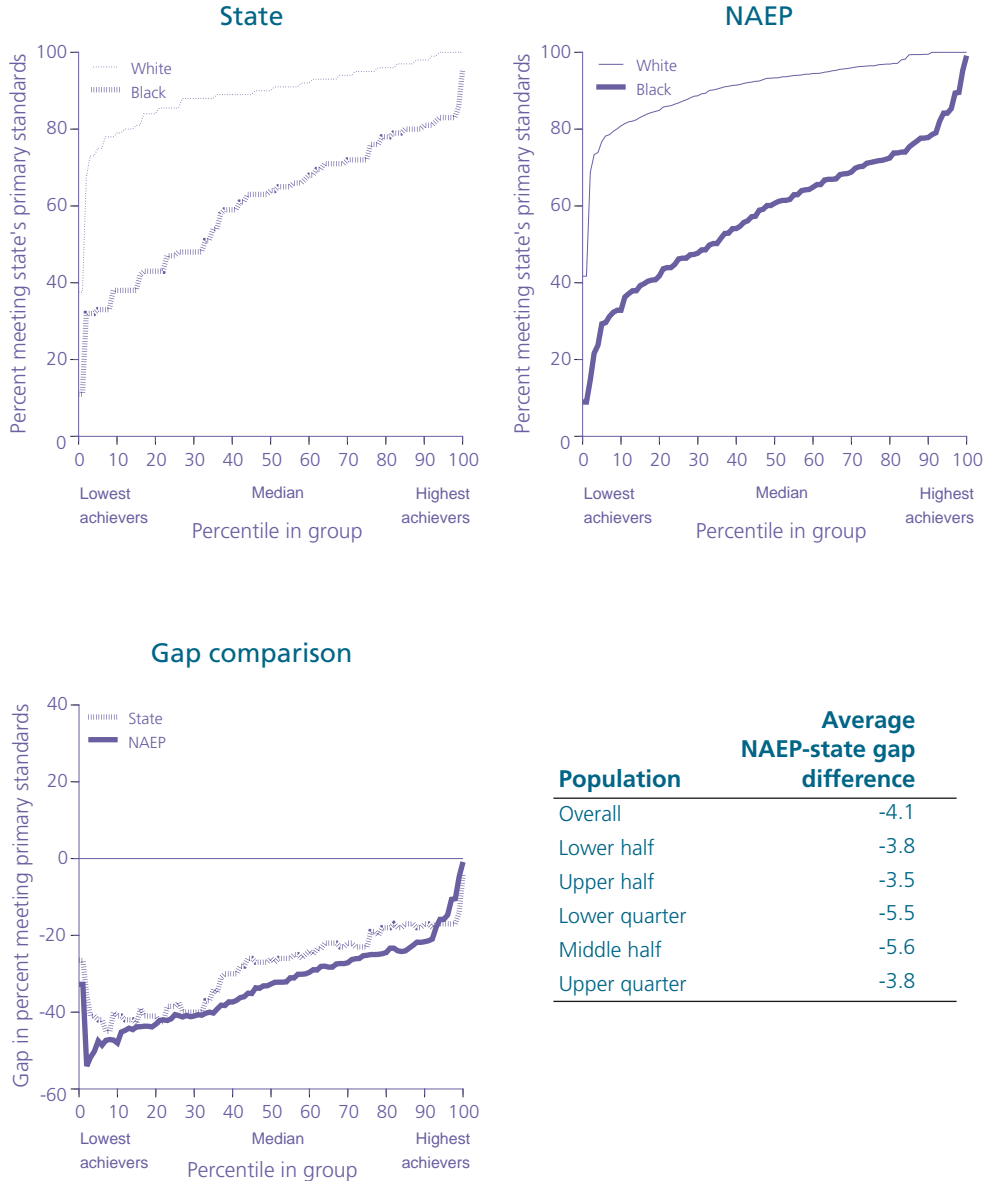 State
Percent meeting state's primary standards
100
80
60
40
20
0
White
Black
0 10 20 30 40 50 60 70 80 90 100
Lowest achievers
Median
Highest achievers
Percentile in group
NAEP
Percent meeting state's primary standards
100
80
60
40
20
0
White
Black
0 10 20 30 40 50 60 70 80 90 100
Lowest achievers
Median
Highest achievers
Percentile in group
Gap comparison
Gap in percent meeting primary standards
40
20
0
-20
-40
-60
State
NAEP
0 10 20 30 40 50 60 70 80 90 100
Lowest achievers
Median
Highest achievers
Percentile in group
Average
NAEP-state gap
Population difference
Overall -4.1
Lower half -3.8
Upper half -3.5
Lower quarter -5.5
Middle half -5.6
Upper quarter -3.8